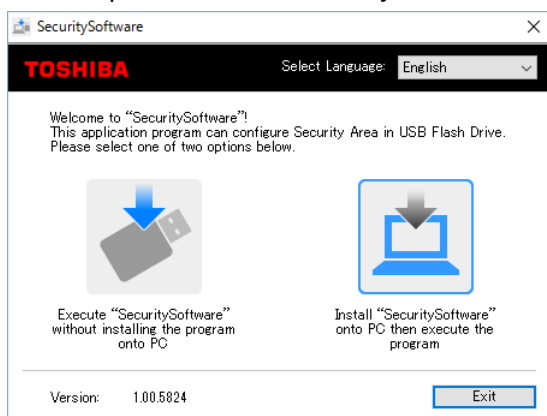 SecuritySoftware
TOSHIBA
Select Language: English
Welcome to “SecuritySoftware”!
This application program can configure Security Area in USB Flash Drive.
Please select one of two options below.
Execute “SecuritySoftware”
without installing the program
onto PC
Install “SecuritySoftware”
onto PC then execute the
program
Version: 1.00.5824
Exit